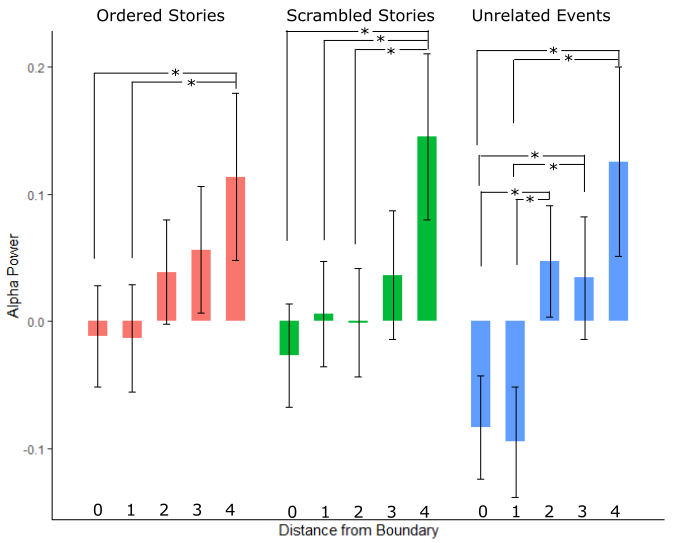 Ordered Stories Scrambled Stories Unrelated Events
* * * * * * *
* *
* *
0.2
0.1
0.0
-0.1
Alpha Power
0 1 2 3 4 0 1 2 3 4 0 1 2 3 4
Distance from Boundary